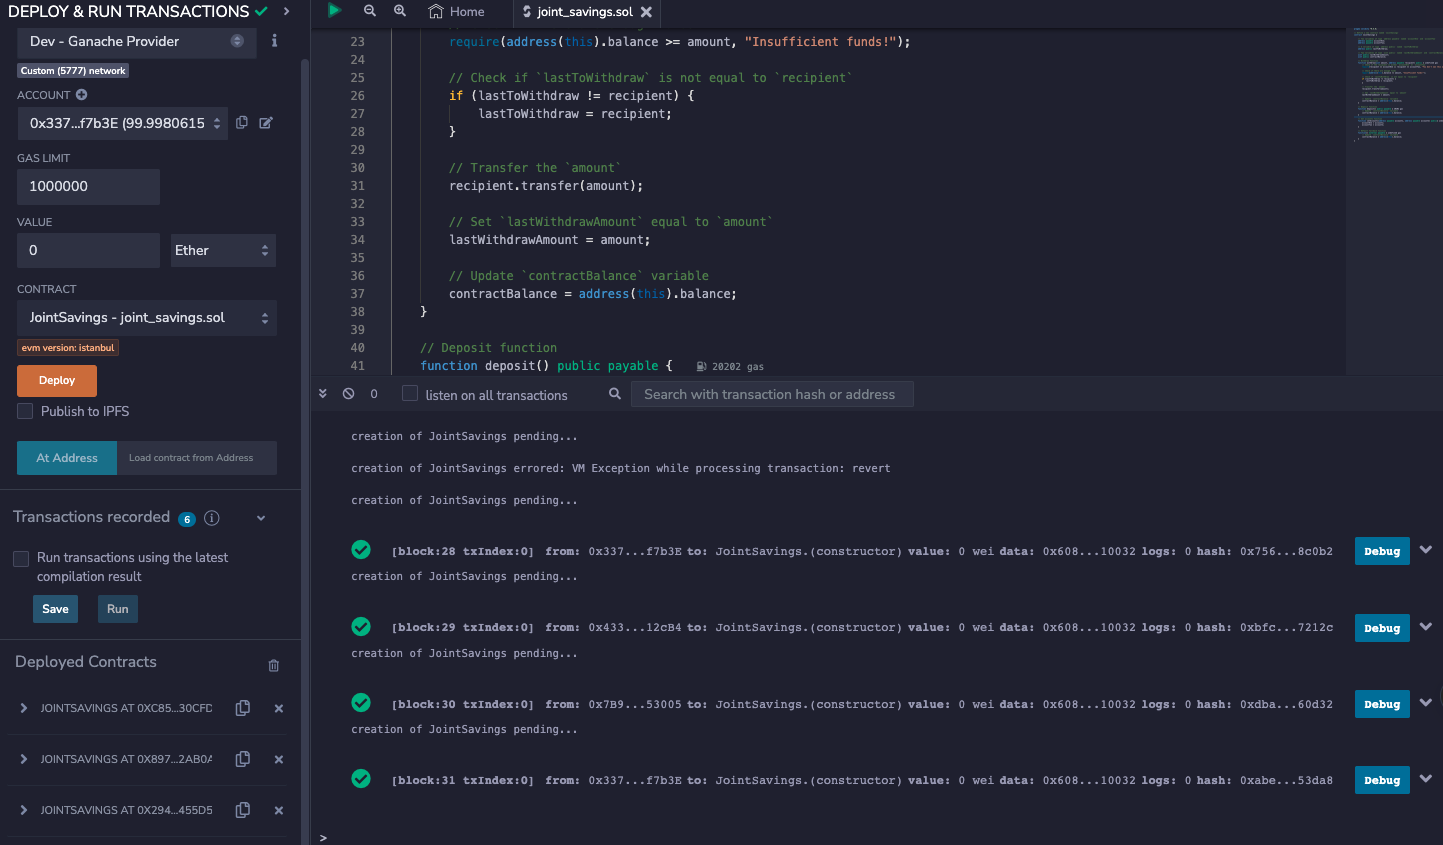 DEPLOY & RUN TRANSACTIONS
Dev - Ganache Provider
Custom (5777) network
ACCOUNT
0x337...f7b3E (99.9980615
GAS LIMIT
1000000
VALUE
0
Ether
CONTRACT
JointSavings - joint_savings.sol
evm version: istanbul
Deploy
Publish to IPFS
At Address
Load contract from Address
Transactions recorded 6
Run transactions using the latest
compilation result
Save
Run
Deployed Contracts
JOINTSAVINGS AT 0XC85...30CFD
JOINTSAVINGS AT 0X897...2AB0A
JOINTSAVINGS AT 0X294...455D5
Home
joint_savings.sol
23 require(address(this).balance >= amount, "Insufficient funds!");
24
25 // Check if `lastToWithdraw` is not equal to `recipient`
26 if (lastToWithdraw != recipient) {
27 lastToWithdraw = recipient;
28 }
29
30 // Transfer the `amount`
31 recipient.transfer(amount);
32
33 // Set `lastWithdrawAmount` equal to `amount`
34 lastWithdrawAmount = amount;
35
36 // Update `contractBalance` variable
37 contractBalance = address(this).balance;
38 }
39
40 // Deposit function
41 function deposit() public payable { 20202 gas
0
listen on all transactions
Search with transaction hash or address
creation of JointSavings pending...
creation of JointSavings errored: VM Exception while processing transaction: revert
creation of JointSavings pending...
[block:28 txIndex:0] from: 0x337...f7b3E to: JointSavings.(constructor) value: 0 wei data: 0x608...10032 logs: 0 hash: 0x756...8c0b2 Debug
creation of JointSavings pending...
[block:29 txIndex:0] from: 0x433...12cB4 to: JointSavings.(constructor) value: 0 wei data: 0x608...10032 logs: 0 hash: 0xbfc...7212c Debug
creation of JointSavings pending...
[block:30 txIndex:0] from: 0x7B9...53005 to: JointSavings.(constructor) value: 0 wei data: 0x608...10032 logs: 0 hash: 0xdba...60d32 Debug
creation of JointSavings pending...
[block:31 txIndex:0] from: 0x337...f7b3E to: JointSavings.(constructor) value: 0 wei data: 0x608...10032 logs: 0 hash: 0xabe...53da8 Debug
>